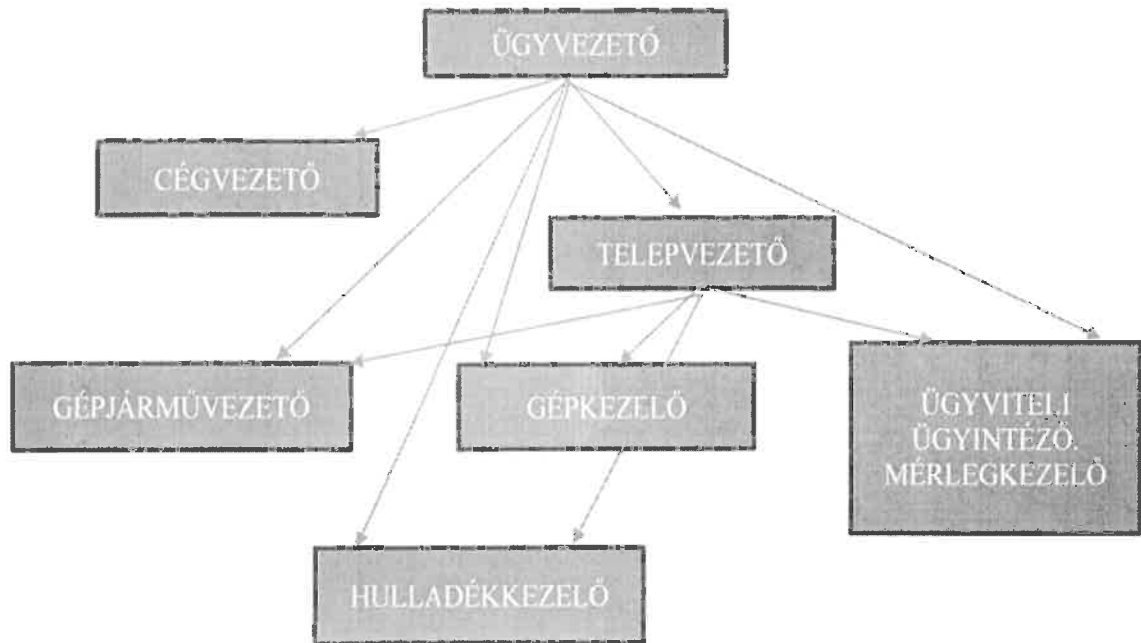 ÜGYVEZETŐ
CÉGVEZETŐ
TELEPVEZETŐ
GÉPJÁRMŰVEZETŐ
GÉPKEZELŐ
ÜGYVITELI
ÜGYINTÉZŐ.
MÉRLEGKEZELŐ
HULLADÉKKEZELŐ